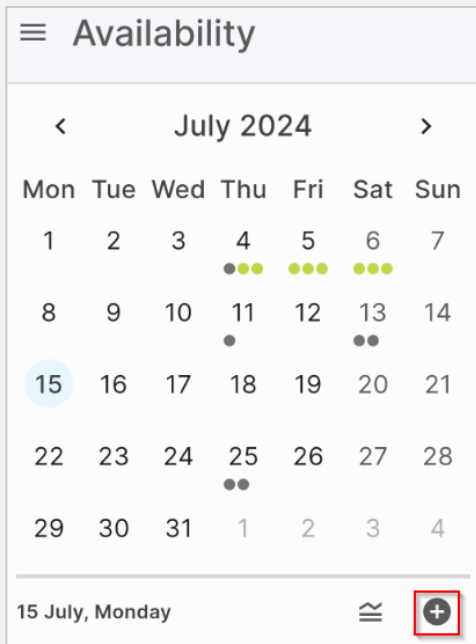 Availability
July 2024
Mon Tue Wed Thu Fri Sat Sun
1 2 3 4 5 6 7
8 9 10 11 12 13 14
15 16 17 18 19 20 21
22 23 24 25 26 27 28
29 30 31 1 2 3 4
15 July, Monday